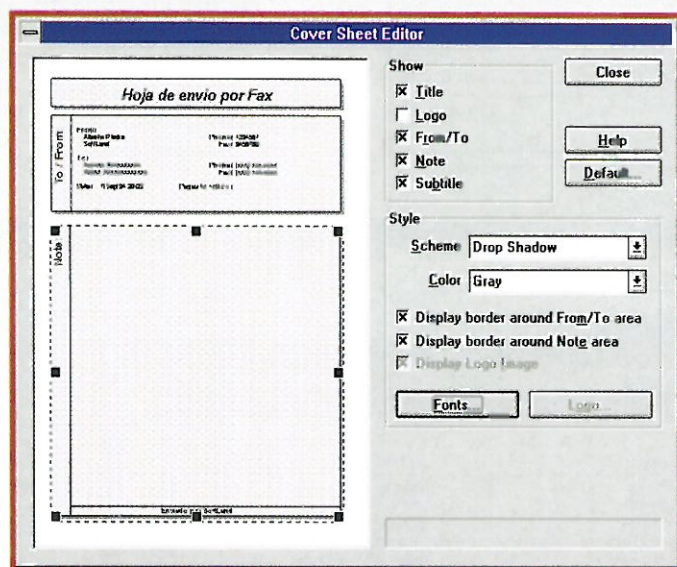 Cover Sheet Editor
Hoja de envio por Fax
To / From
From:
To:
Note
Show
Title
Logo
From/To
Note
Subtitle
Close
Help
Default...
Style
Scheme Drop Shadow
Color Gray
Display border around From/To area
Display border around Note area
Display Logo Image
Fonts...
Logo...